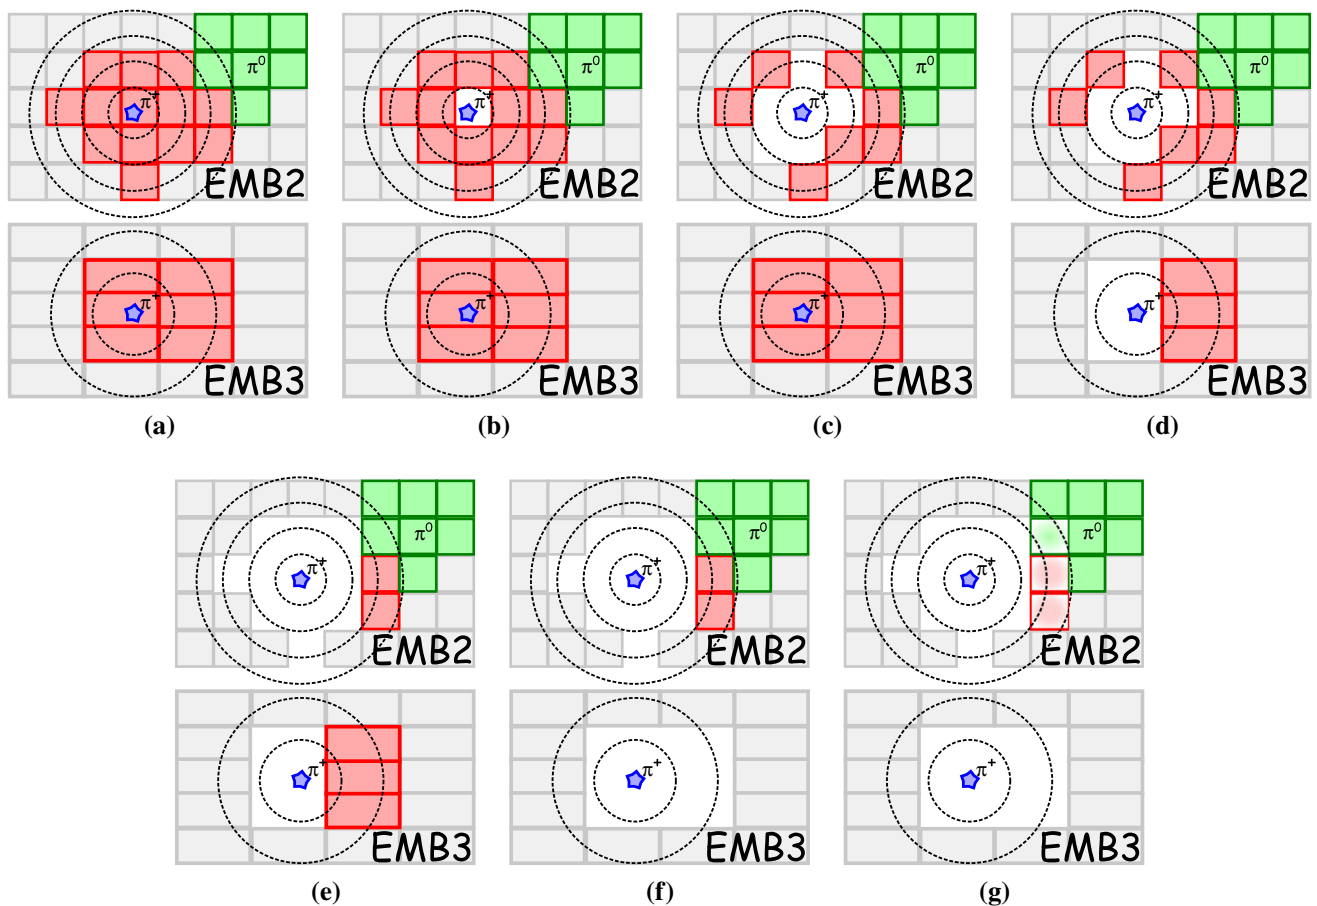 π⁰ π⁰ π⁰ π⁰
π⁺ π⁺ π⁺ π⁺
EMB2 EMB2 EMB2 EMB2
π⁺ π⁺ π⁺ π⁺
EMB3 EMB3 EMB3 EMB3
(a) (b) (c) (d)
π⁰ π⁰ π⁰
π⁺ π⁺ π⁺
EMB2 EMB2 EMB2
π⁺ π⁺ π⁺
EMB3 EMB3 EMB3
(e) (f) (g)